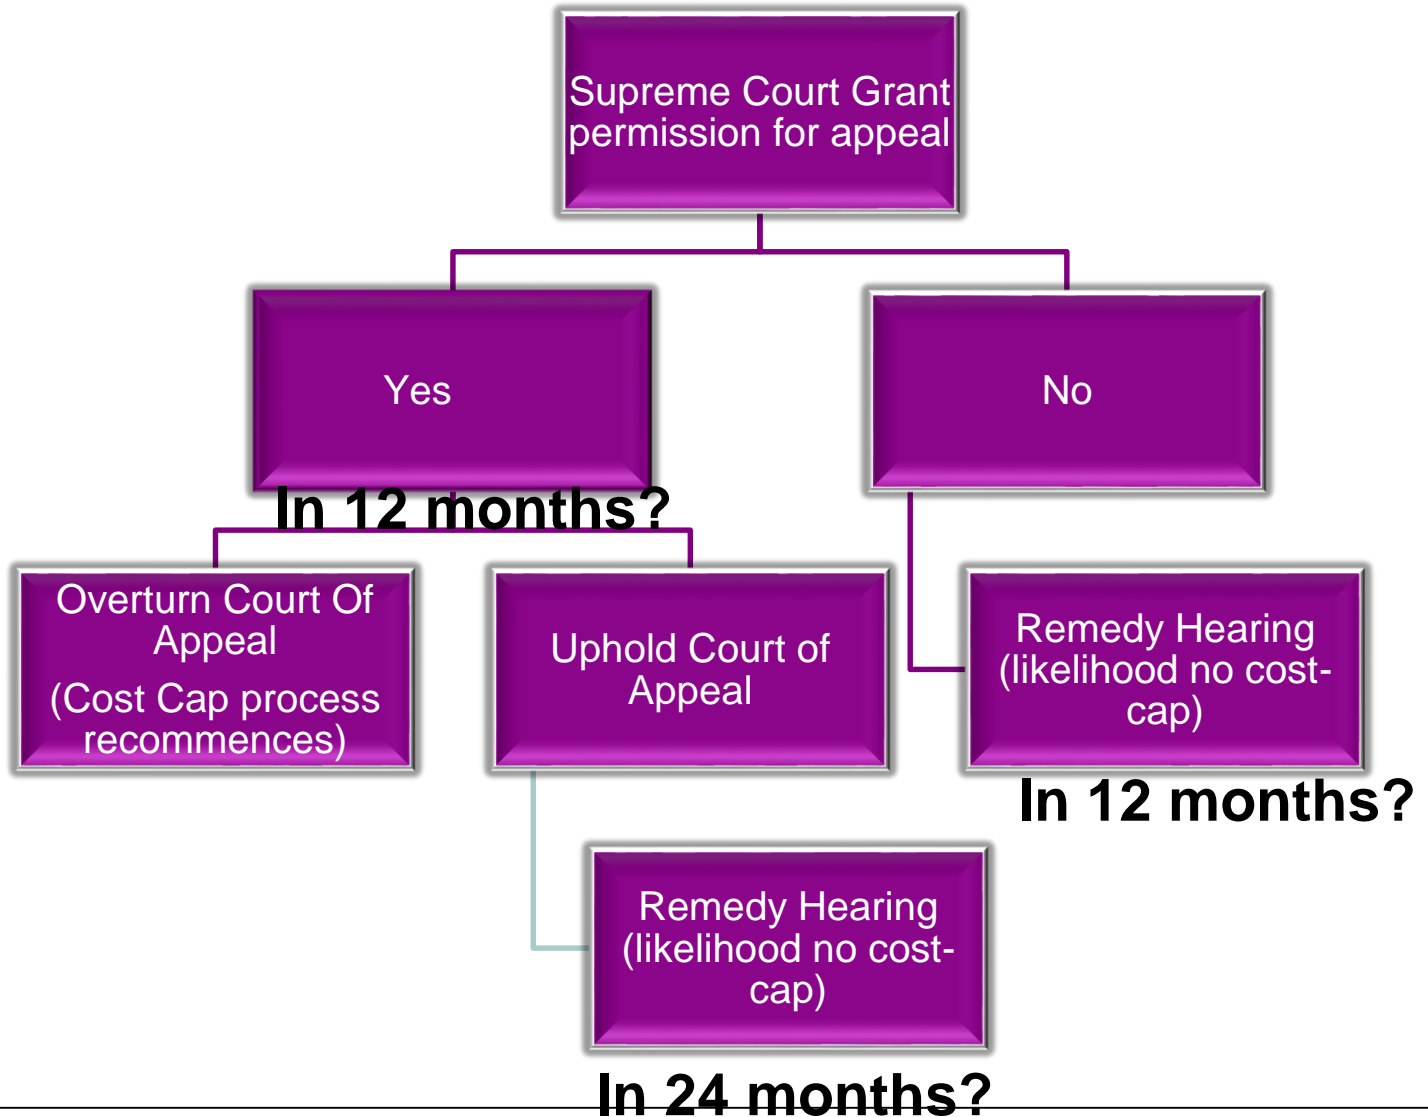 Supreme Court Grant
permission for appeal
Yes
No
In 12 months?
Overturn Court Of
Appeal
(Cost Cap process
recommences)
Uphold Court of
Appeal
Remedy Hearing
(likelihood no cost-
cap)
In 12 months?
Remedy Hearing
(likelihood no cost-
cap)
In 24 months?